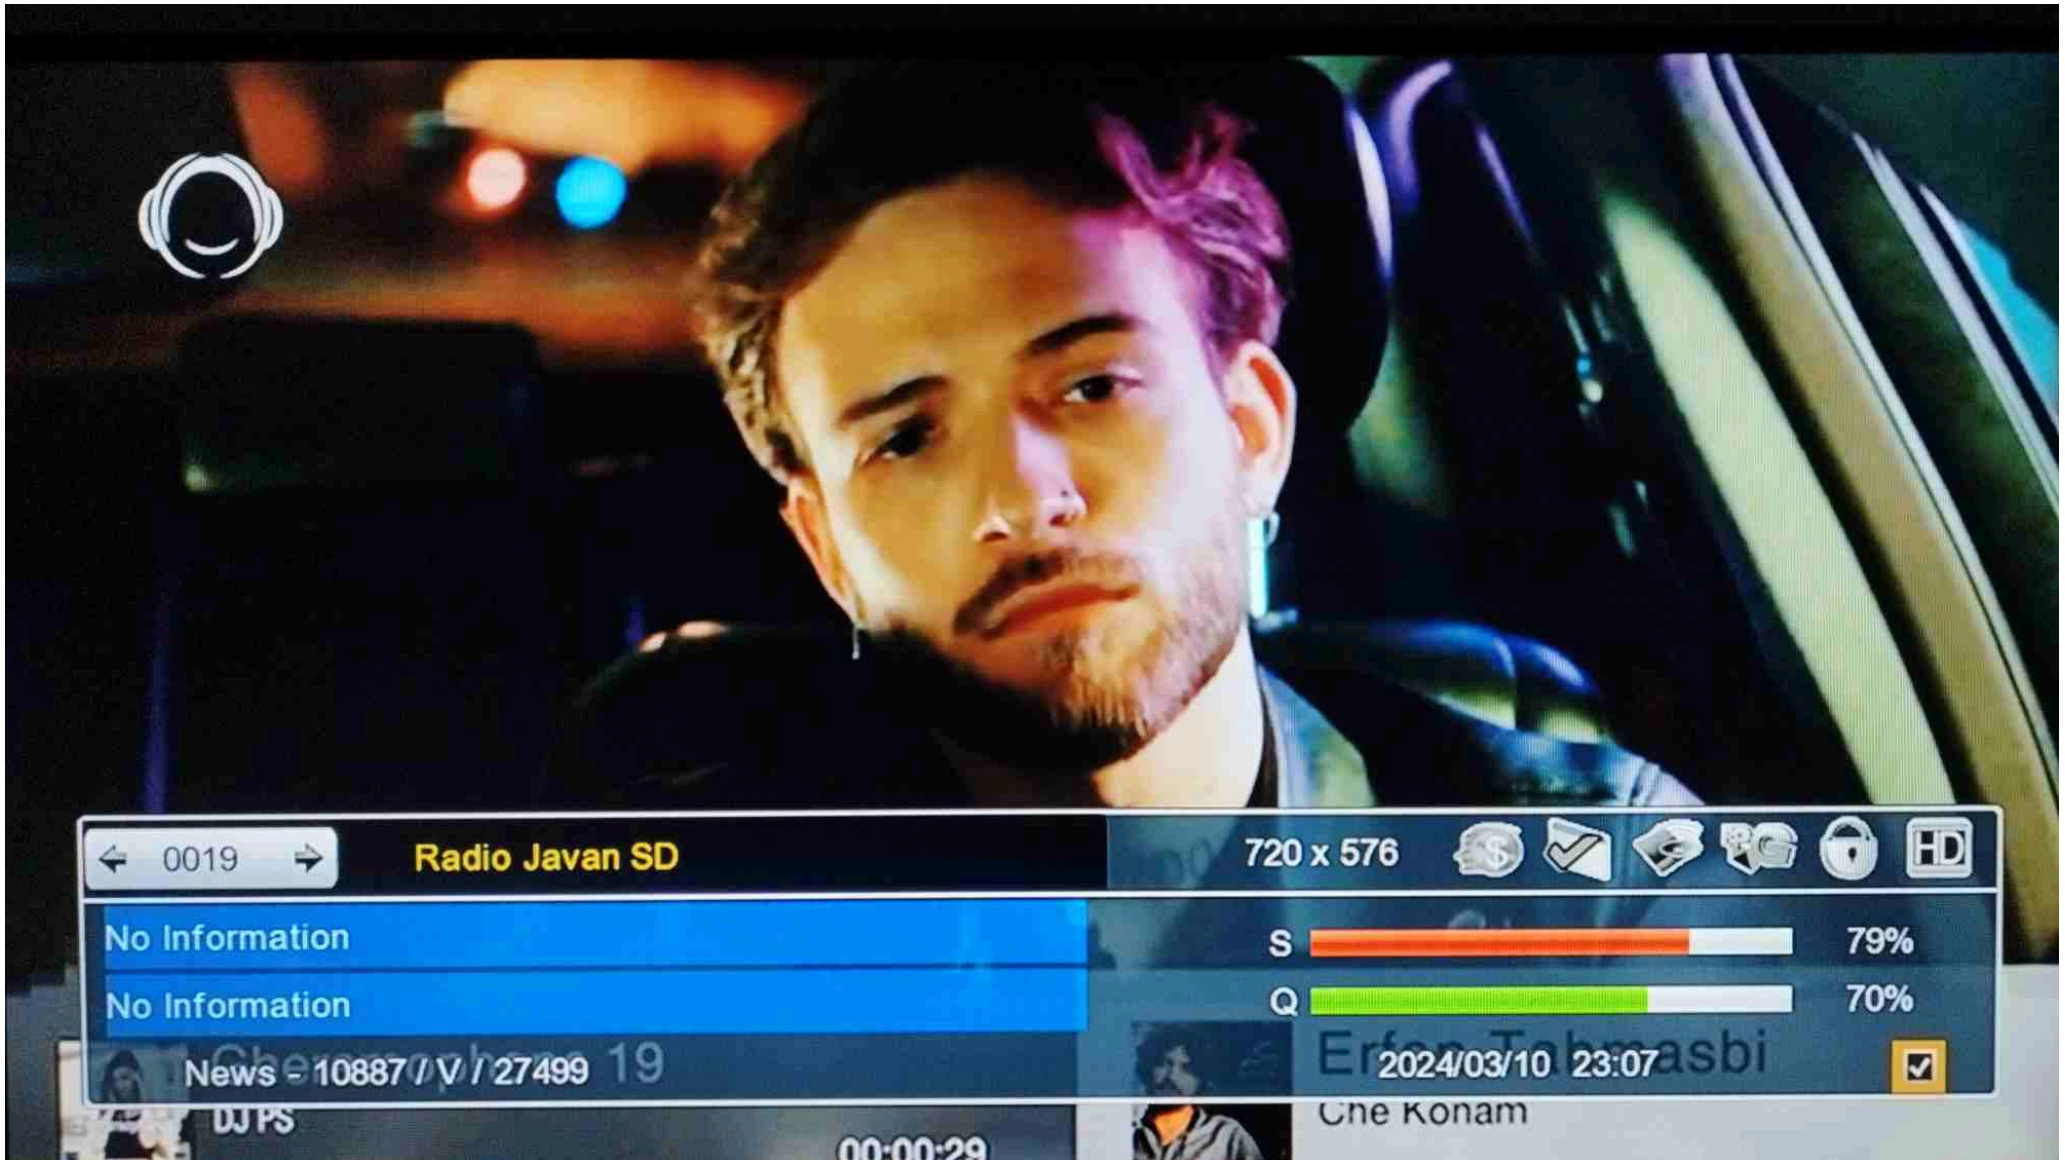 0019 Radio Javan SD 720 x 576 HD
No Information S 79%
No Information Q 70%
News - 10887 / V / 27499 2024/03/10 23:07
19 Erfan Tahmasbi
DJ PS Che Konam
00:00:29